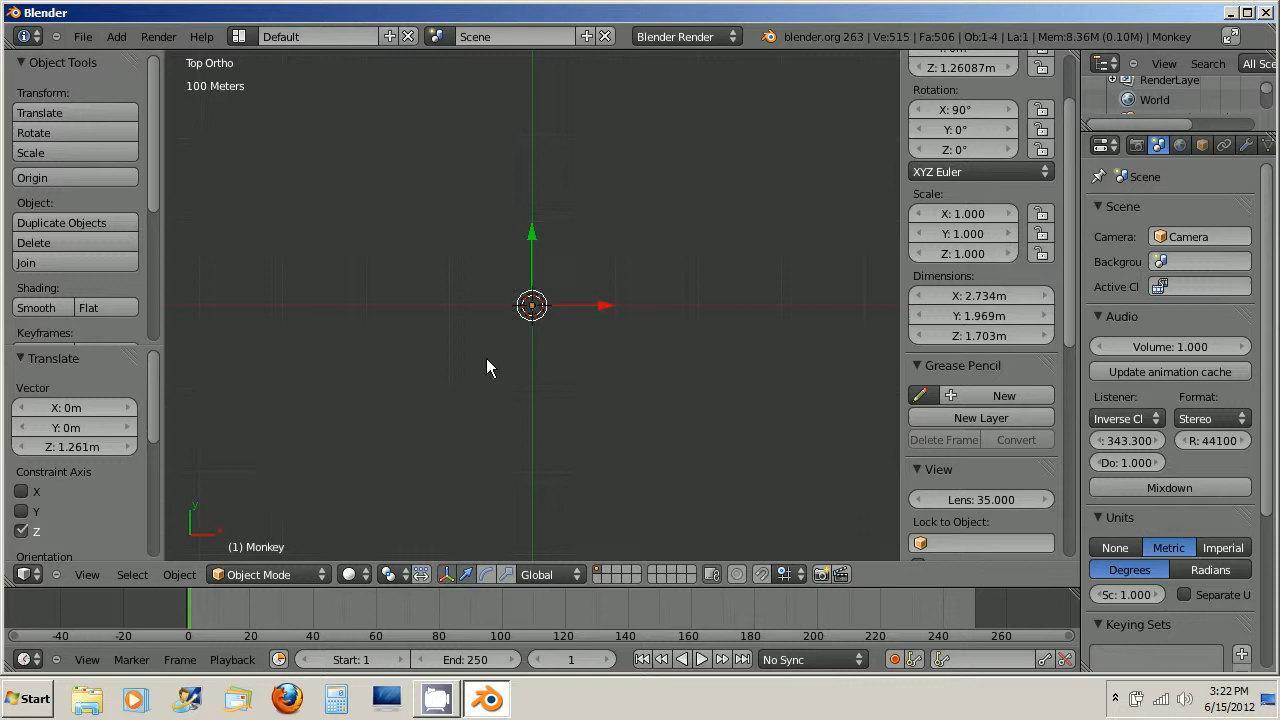 Blender
File Add Render Help Default Scene Blender Render blender.org 263 | Ve:515 | Fa:506 | Ob:1-4 | La:1 | Mem:8.36M (0.10M) | Monkey
Object Tools
Transform:
Translate
Rotate
Scale
Origin
Object:
Duplicate Objects
Delete
Join
Shading:
Smooth Flat
Keyframes:
Translate
Vector
X: 0m
Y: 0m
Z: 1.261m
Constraint Axis
X
Y
Z
Orientation
Top Ortho
100 Meters
y
x
(1) Monkey
Z: 1.26087m
Rotation:
X: 90°
Y: 0°
Z: 0°
XYZ Euler
Scale:
X: 1.000
Y: 1.000
Z: 1.000
Dimensions:
X: 2.734m
Y: 1.969m
Z: 1.703m
Grease Pencil
New
New Layer
Delete Frame Convert
View
Lens: 35.000
Lock to Object:
View Search All Sce
RenderLaye
World
Scene
Scene
Camera: Camera
Backgrou
Active Cl
Audio
Volume: 1.000
Update animation cache
Listener: Format:
Inverse Cl Stereo
: 343.300 R: 44100
Do: 1.000
Mixdown
Units
None Metric Imperial
Degrees Radians
Sc: 1.000 Separate U
Keying Sets
View Select Object Object Mode Global
-40 -20 0 20 40 60 80 100 120 140 160 180 200 220 240 260
View Marker Frame Playback Start: 1 End: 250 1 No Sync
Start
3:22 PM
6/15/2012